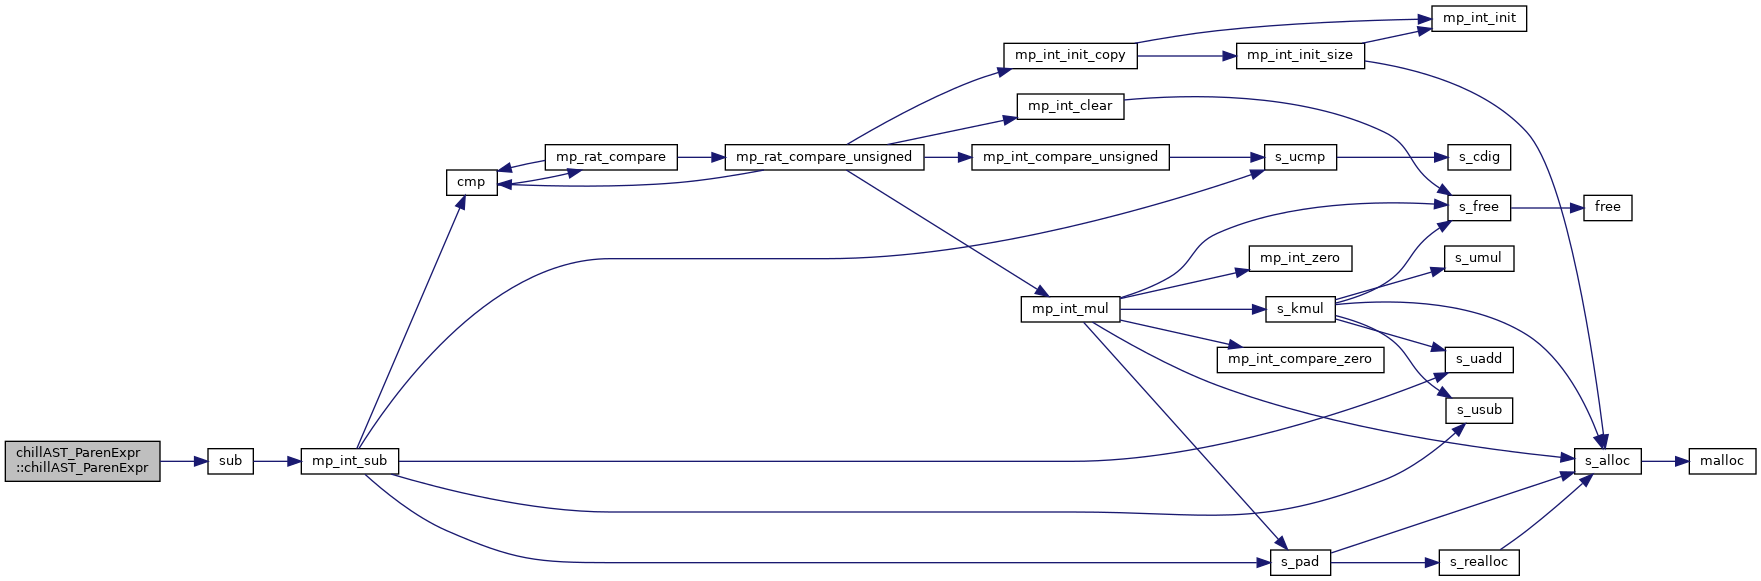 mp_int_init
mp_int_init_copy
mp_int_init_size
mp_int_clear
mp_rat_compare
mp_rat_compare_unsigned
mp_int_compare_unsigned
s_ucmp
s_cdig
cmp
s_free
free
mp_int_zero
s_umul
mp_int_mul
s_kmul
mp_int_compare_zero
s_uadd
s_usub
chillAST_ParenExpr
::chillAST_ParenExpr
sub
mp_int_sub
s_alloc
malloc
s_pad
s_realloc